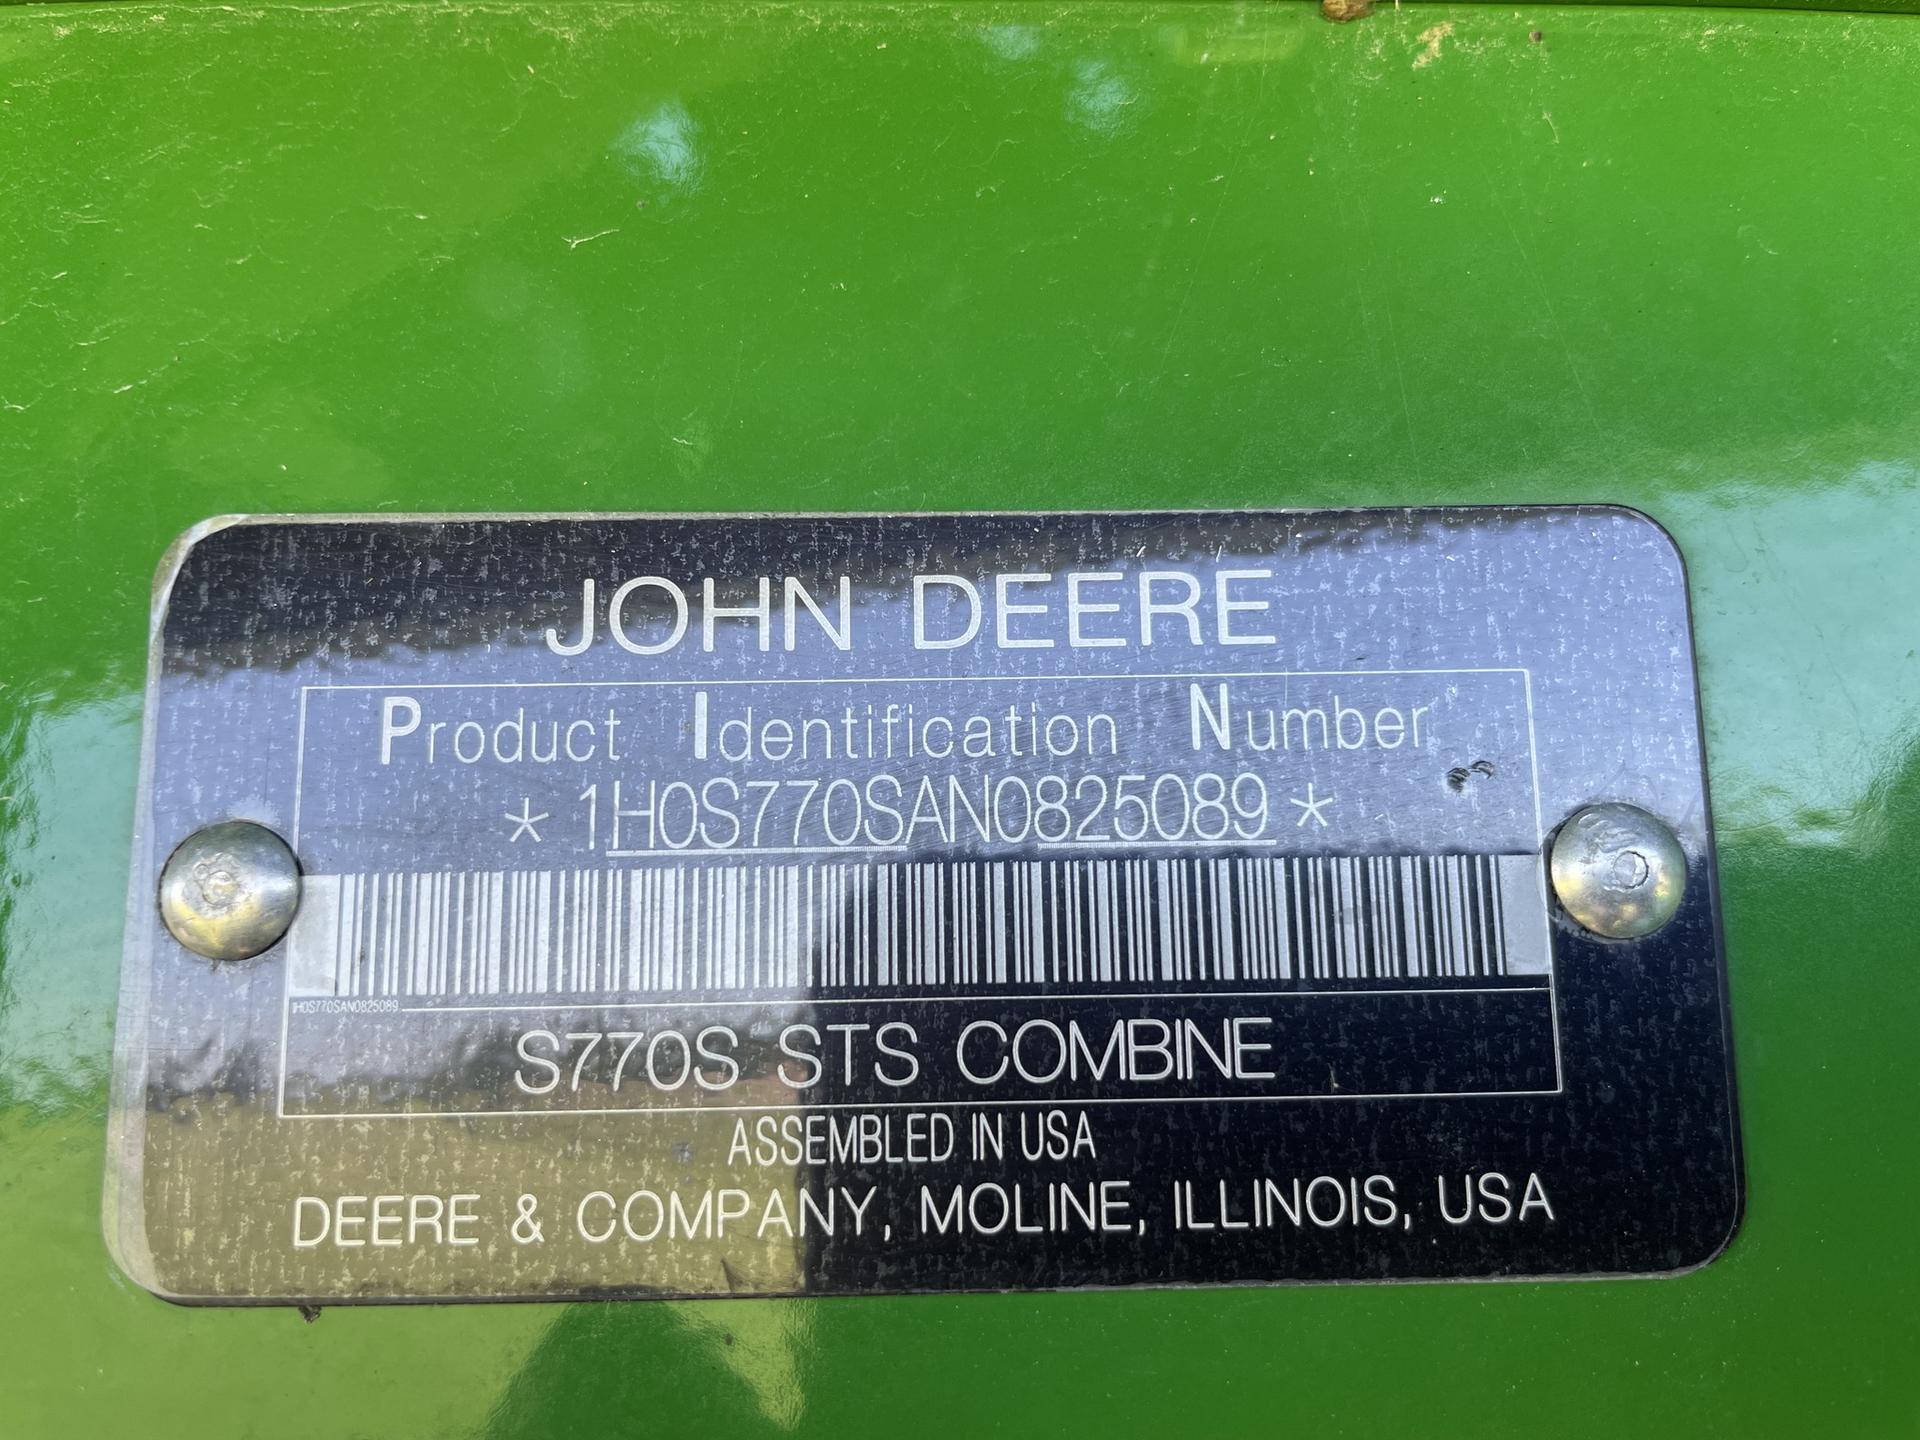 JOHN DEERE
Product Identification Number
* 1H0S770SAN0825089 *
1H0S770SAN0825089
S770S STS COMBINE
ASSEMBLED IN USA
DEERE & COMPANY, MOLINE, ILLINOIS, USA